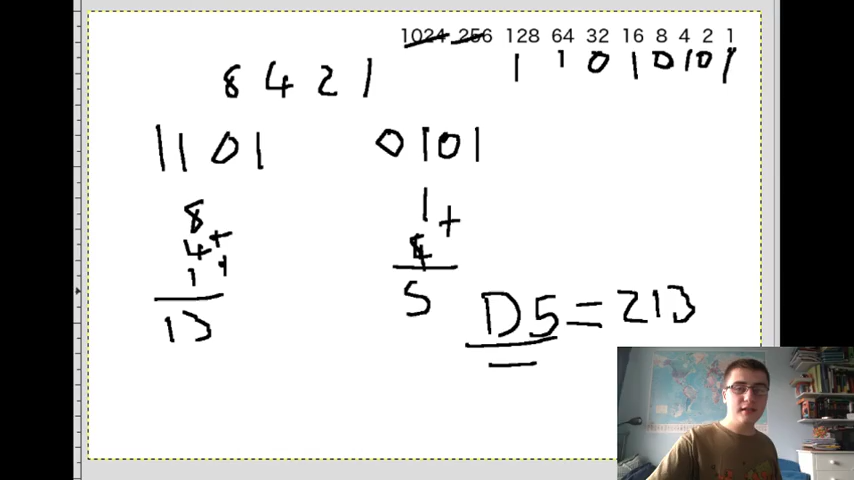 1024 256 128 64 32 16 8 4 2 1
1 1 0 1 0 1 0 1
8 4 2 1
1101 0101
8 1 +
4 + 4
1 +
13 5
D5 = 213